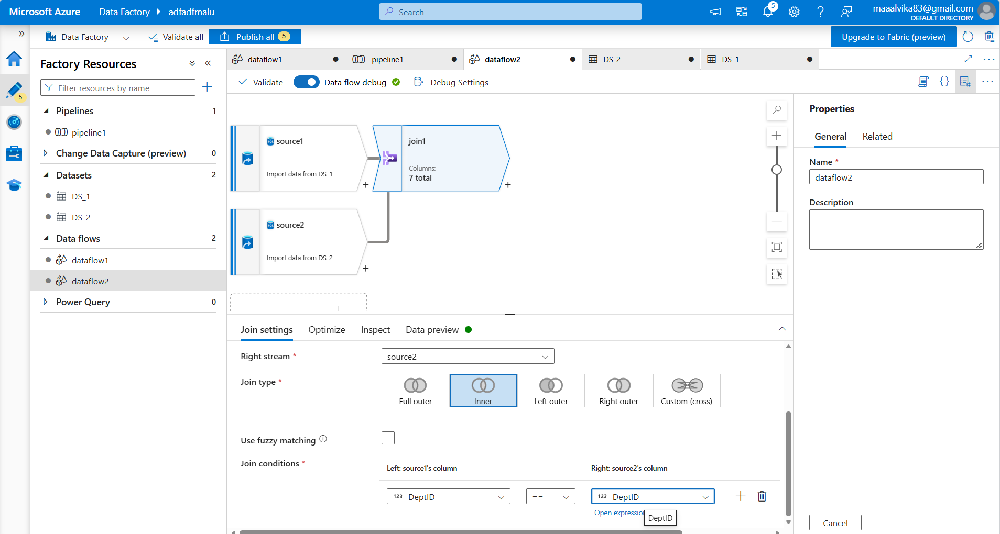 Microsoft Azure
Data Factory
adfadfmalu
Search
5
maaalvika83@gmail.com
DEFAULT DIRECTORY
Data Factory
Validate all
Publish all
5
Upgrade to Fabric (preview)
5
Factory Resources
Filter resources by name
Pipelines
1
pipeline1
Change Data Capture (preview)
0
Datasets
2
DS_1
DS_2
Data flows
2
dataflow1
dataflow2
Power Query
0
dataflow1
pipeline1
dataflow2
DS_2
DS_1
Validate
Data flow debug
Debug Settings
source1
Import data from DS_1
+
join1
Columns:
7 total
+
source2
Import data from DS_2
+
Join settings
Optimize
Inspect
Data preview
Right stream *
source2
Join type *
Full outer
Inner
Left outer
Right outer
Custom (cross)
Use fuzzy matching
Join conditions *
Left: source1's column
Right: source2's column
123 DeptID
==
123 DeptID
Open expression
DeptID
Properties
General
Related
Name *
dataflow2
Description
Cancel